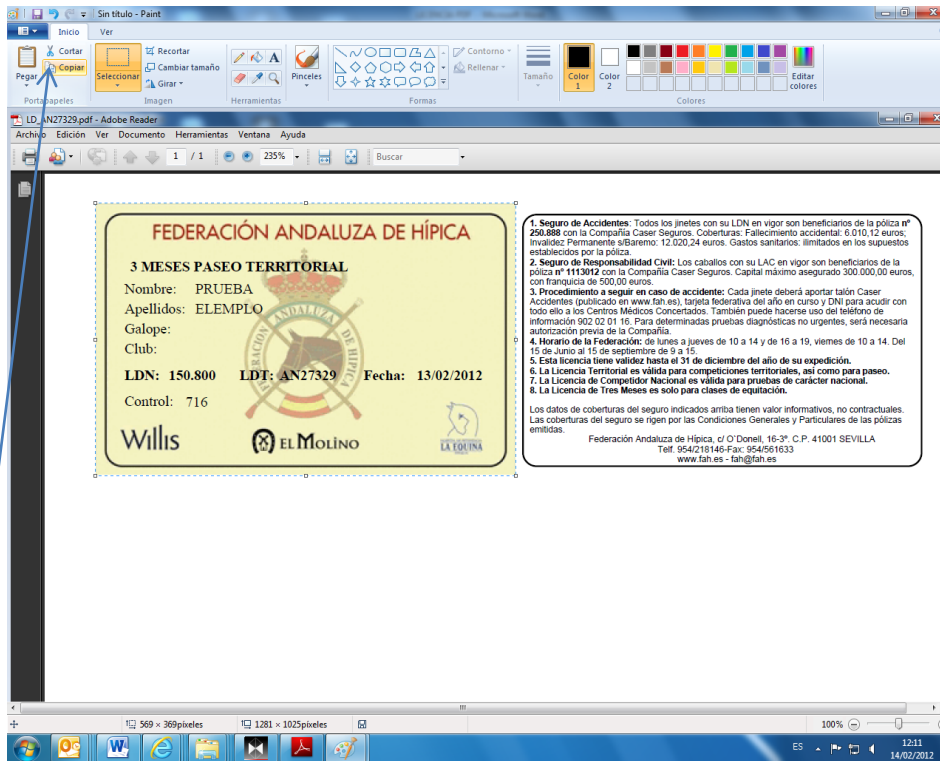 Sin título - Paint
Inicio Ver
Pegar
Cortar
Copiar
Portapapeles
Seleccionar
Recortar
Cambiar tamaño
Girar
Imagen
A
Herramientas
Pinceles
Contorno
Rellenar
Formas
Tamaño
Color 1
Color 2
Editar colores
Colores
LD_AN27329.pdf - Adobe Reader
Archivo Edición Ver Documento Herramientas Ventana Ayuda
1 / 1 235% Buscar
FEDERACIÓN ANDALUZA DE HÍPICA
3 MESES PASEO TERRITORIAL
Nombre: PRUEBA
Apellidos: ELEMPLO
Galope:
Club:
LDN: 150.800 LDT: AN27329 Fecha: 13/02/2012
Control: 716
FEDERACION ANDALUZA DE HIPICA
Willis
EL MOLINO
LA EQUINA
1. Seguro de Accidentes: Todos los jinetes con su LDN en vigor son beneficiarios de la póliza nº
250.888 con la Compañía Caser Seguros. Coberturas: Fallecimiento accidental: 6.010,12 euros;
Invalidez Permanente s/Baremo: 12.020,24 euros. Gastos sanitarios: ilimitados en los supuestos
establecidos por la póliza.
2. Seguro de Responsabilidad Civil: Los caballos con su LAC en vigor son beneficiarios de la
póliza nº 1113012 con la Compañía Caser Seguros. Capital máximo asegurado 300.000,00 euros,
con franquicia de 500,00 euros.
3. Procedimiento a seguir en caso de accidente: Cada jinete deberá aportar talón Caser
Accidentes (publicado en www.fah.es), tarjeta federativa del año en curso y DNI para acudir con
todo ello a los Centros Médicos Concertados. También puede hacerse uso del teléfono de
información 902 02 01 16. Para determinadas pruebas diagnósticas no urgentes, será necesaria
autorización previa de la Compañía.
4. Horario de la Federación: de lunes a jueves de 10 a 14 y de 16 a 19, viernes de 10 a 14. Del
15 de Junio al 15 de septiembre de 9 a 15.
5. Esta licencia tiene validez hasta el 31 de diciembre del año de su expedición.
6. La Licencia Territorial es válida para competiciones territoriales, así como para paseo.
7. La Licencia de Competidor Nacional es válida para pruebas de carácter nacional.
8. La Licencia de Tres Meses es solo para clases de equitación.
Los datos de coberturas del seguro indicados arriba tienen valor informativos, no contractuales.
Las coberturas del seguro se rigen por las Condiciones Generales y Particulares de las pólizas
emitidas.
Federación Andaluza de Hípica, c/ O´Donell, 16-3º. C.P. 41001 SEVILLA
Telf. 954/218146-Fax: 954/561633
www.fah.es - fah@fah.es
569 × 369píxeles 1281 × 1025píxeles 100%
ES 12:11
14/02/2012